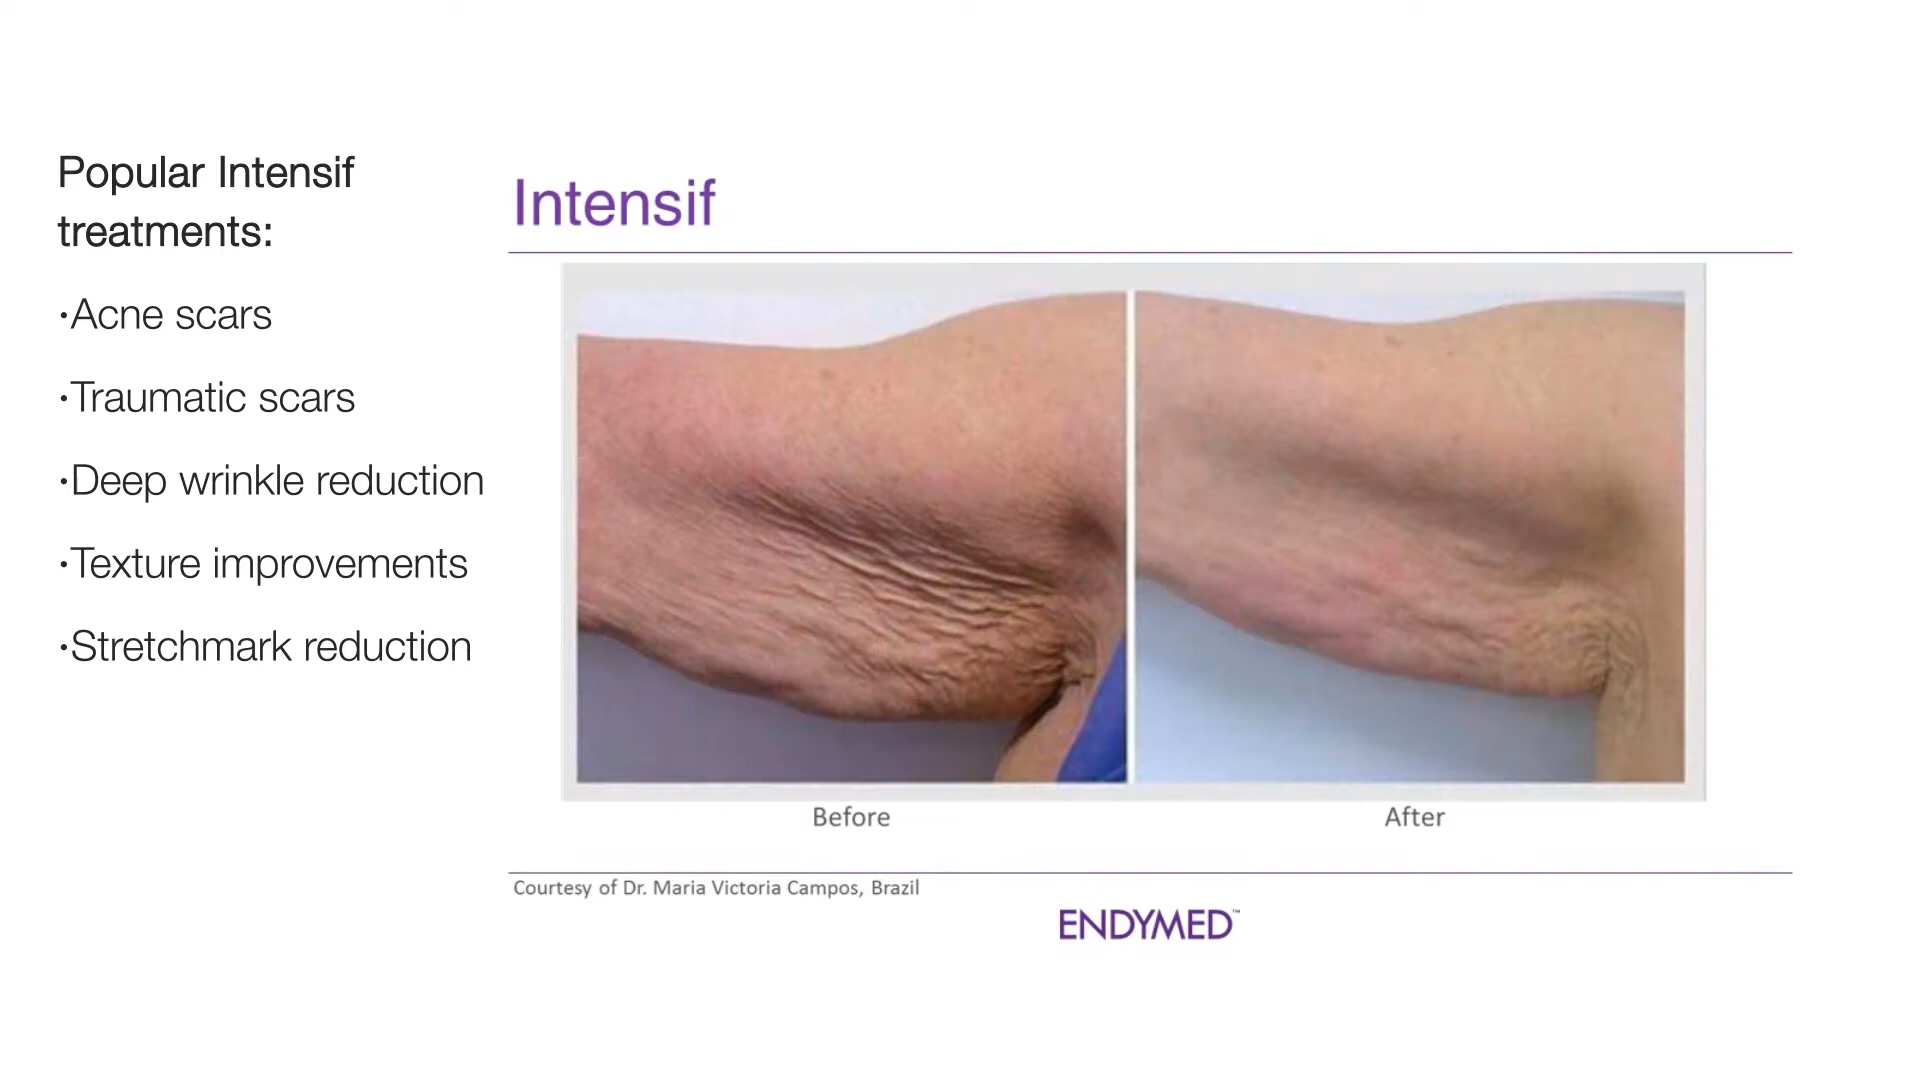 Popular Intensif
treatments:
·Acne scars
·Traumatic scars
·Deep wrinkle reduction
·Texture improvements
·Stretchmark reduction
Intensif
Before
After
Courtesy of Dr. Maria Victoria Campos, Brazil
ENDYMED™